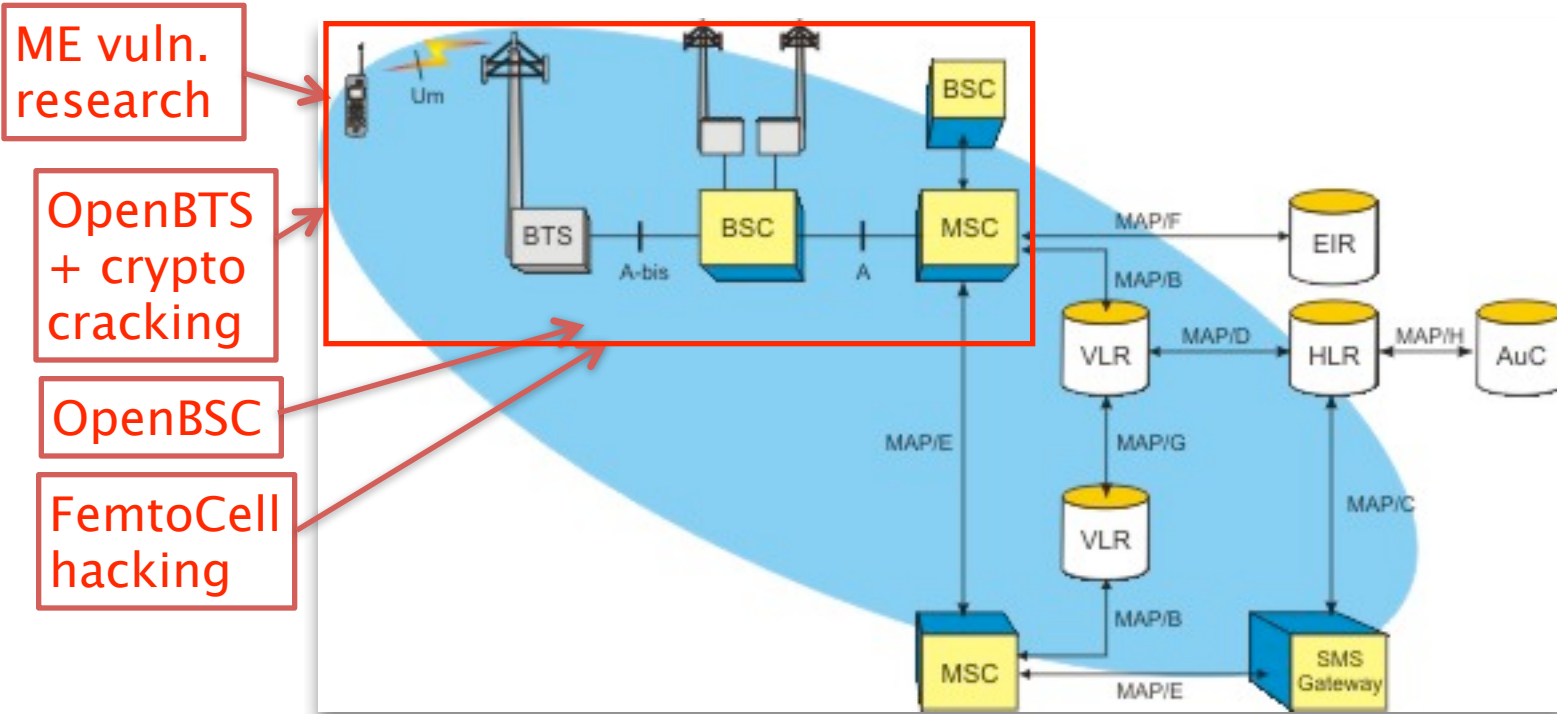 ME vuln.
research
OpenBTS
+ crypto
cracking
OpenBSC
FemtoCell
hacking
Um
BSC
BTS
A-bis
BSC
A
MSC
MAP/F
EIR
MAP/B
VLR
MAP/D
HLR
MAP/H
AuC
MAP/E
MAP/G
MAP/C
VLR
MAP/B
MSC
MAP/E
SMS
Gateway